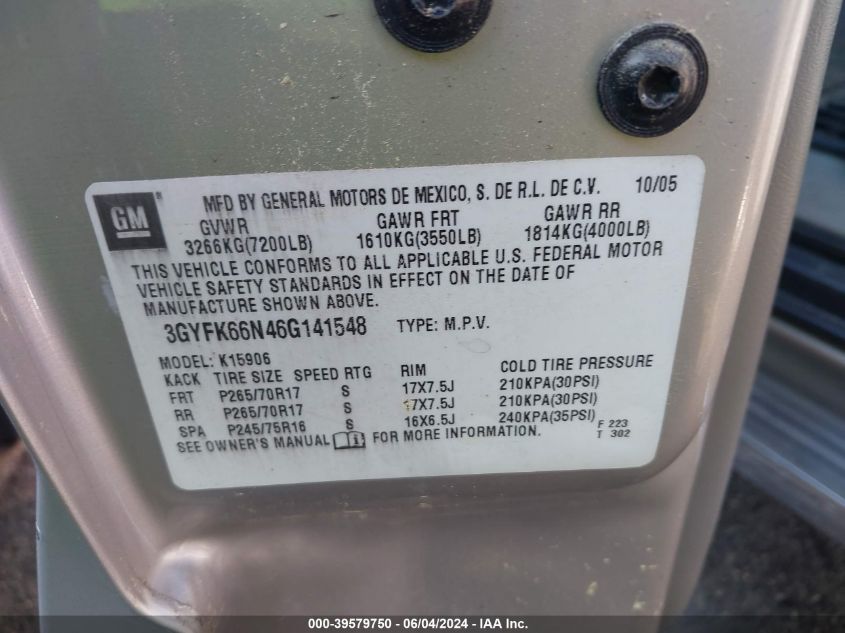 GM
MFD BY GENERAL MOTORS DE MEXICO, S. DE R.L. DE C.V. 10/05
GVWR GAWR FRT GAWR RR
3266KG(7200LB) 1610KG(3550LB) 1814KG(4000LB)
THIS VEHICLE CONFORMS TO ALL APPLICABLE U.S. FEDERAL MOTOR
VEHICLE SAFETY STANDARDS IN EFFECT ON THE DATE OF
MANUFACTURE SHOWN ABOVE.
3GYFK66N46G141548 TYPE: M.P.V.
MODEL: K15906
KACK TIRE SIZE SPEED RTG RIM COLD TIRE PRESSURE
FRT P265/70R17 S 17X7.5J 210KPA(30PSI)
RR P265/70R17 S 17X7.5J 210KPA(30PSI)
SPA P245/75R16 S 16X6.5J 240KPA(35PSI) F 223
SEE OWNER'S MANUAL FOR MORE INFORMATION. T 302
000-39579750 - 06/04/2024 - IAA Inc.